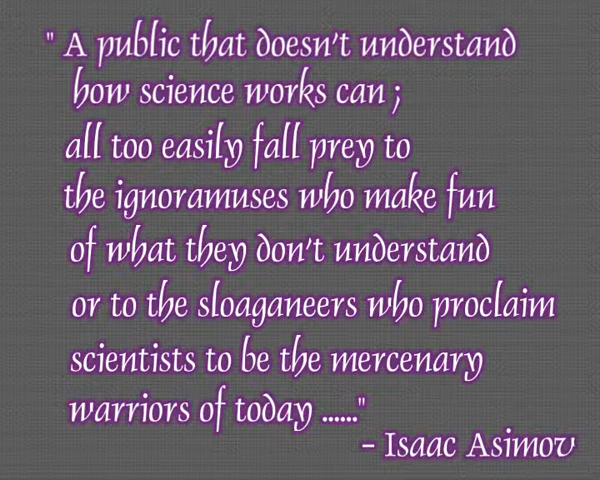 " A public that doesn't understand
how science works can ;
all too easily fall prey to
the ignoramuses who make fun
of what they don't understand
or to the sloaganeers who proclaim
scientists to be the mercenary
warriors of today ......"
- Isaac Asimov